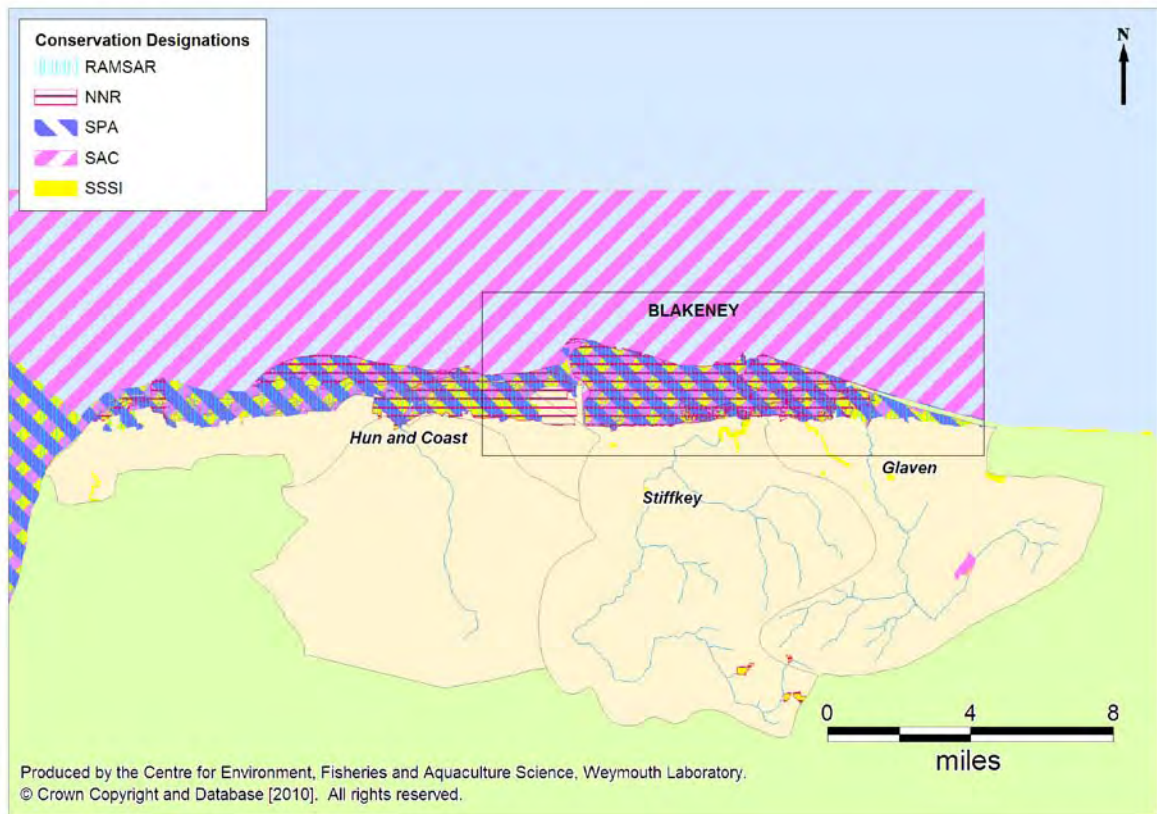 Conservation Designations
RAMSAR
NNR
SPA
SAC
SSSI
N
BLAKENEY
Hun and Coast
Glaven
Stiffkey
0 4 8
miles
Produced by the Centre for Environment, Fisheries and Aquaculture Science, Weymouth Laboratory.
© Crown Copyright and Database [2010]. All rights reserved.